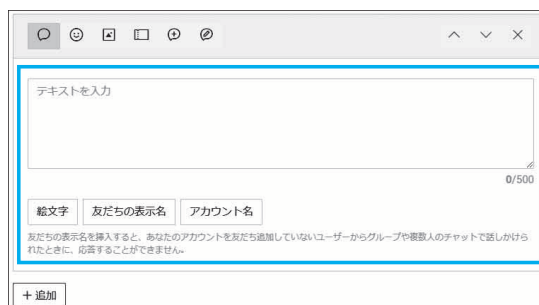 テキストを入力
0/500
絵文字 友だちの表示名 アカウント名
友だちの表示名を挿入すると、あなたのアカウントを友だち追加していないユーザーからグループや複数人のチャットで話しかけら
れたときに、応答することができません。
+ 追加